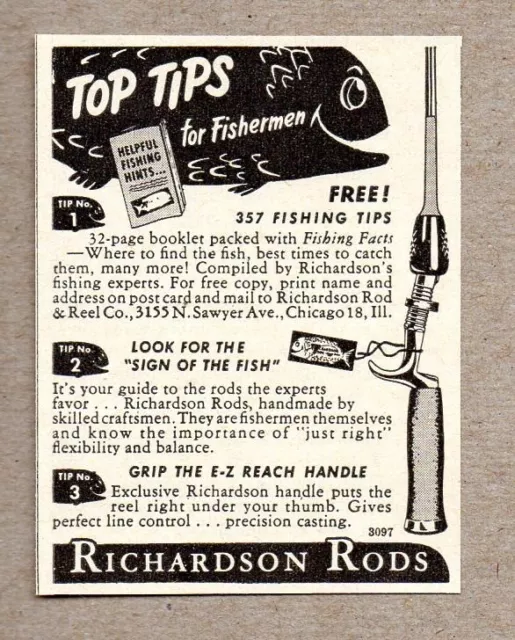 TOP TIPS
for Fishermen
HELPFUL
FISHING
HINTS...
FREE!
TIP No.
1
357 FISHING TIPS
32-page booklet packed with Fishing Facts
—Where to find the fish, best times to catch
them, many more! Compiled by Richardson's
fishing experts. For free copy, print name and
address on post card and mail to Richardson Rod
& Reel Co., 3155 N. Sawyer Ave., Chicago 18, Ill.
TIP No.
2
LOOK FOR THE
"SIGN OF THE FISH"
It's your guide to the rods the experts
favor . . . Richardson Rods, handmade by
skilled craftsmen. They are fishermen themselves
and know the importance of "just right"
flexibility and balance.
TIP No.
3
GRIP THE E-Z REACH HANDLE
Exclusive Richardson handle puts the
reel right under your thumb. Gives
perfect line control . . . precision casting.
3097
RICHARDSON RODS